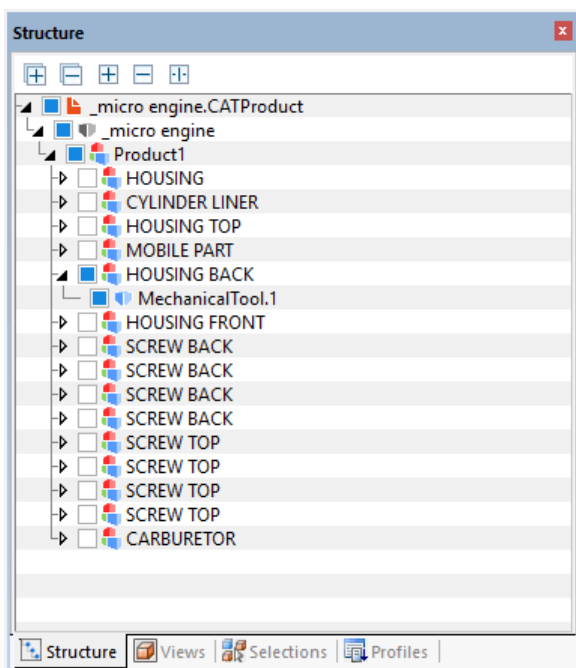 Structure
_micro engine.CATProduct
_micro engine
Product1
HOUSING
CYLINDER LINER
HOUSING TOP
MOBILE PART
HOUSING BACK
MechanicalTool.1
HOUSING FRONT
SCREW BACK
SCREW BACK
SCREW BACK
SCREW BACK
SCREW TOP
SCREW TOP
SCREW TOP
SCREW TOP
CARBURETOR
Structure Views Selections Profiles